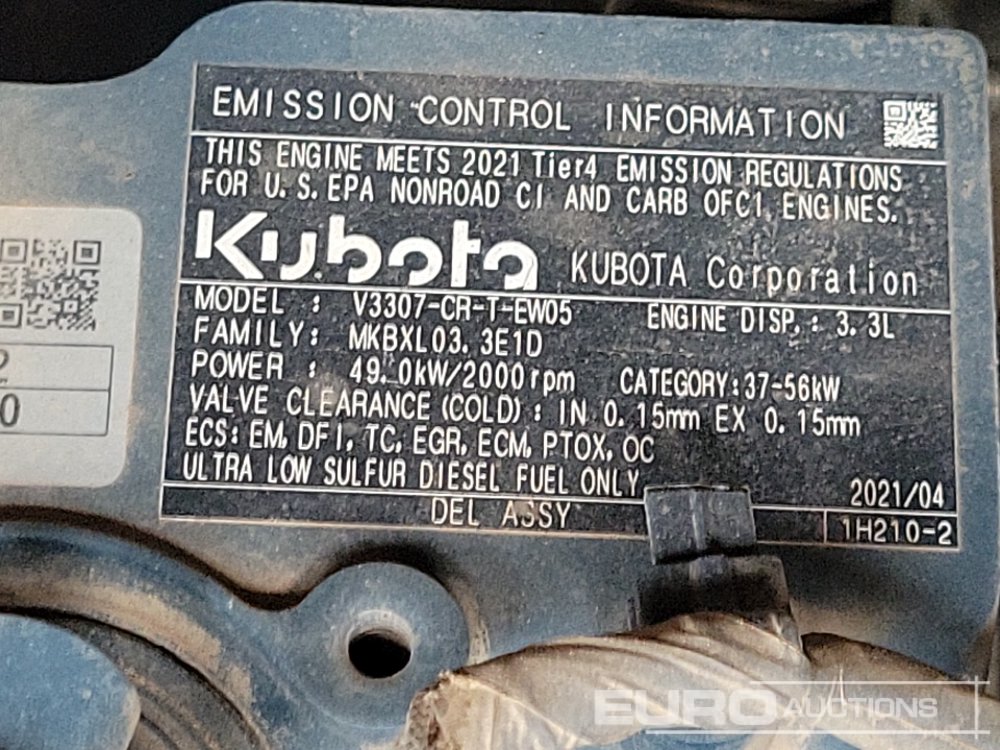 EMISSION CONTROL INFORMATION
THIS ENGINE MEETS 2021 Tier4 EMISSION REGULATIONS
FOR U.S.EPA NONROAD CI AND CARB OFCI ENGINES.
Kubota KUBOTA Corporation
MODEL : V3307-CR-T-EW05 ENGINE DISP.: 3.3L
FAMILY: MKBXL03.3E1D
POWER : 49.0kW/2000rpm CATEGORY:37-56kW
VALVE CLEARANCE (COLD): IN 0.15mm EX 0.15mm
ECS: EM, DFI, TC, EGR, ECM, PTOX, OC
ULTRA LOW SULFUR DIESEL FUEL ONLY
2021/04
DEL ASSY 1H210-2
2
0
EURO AUCTIONS